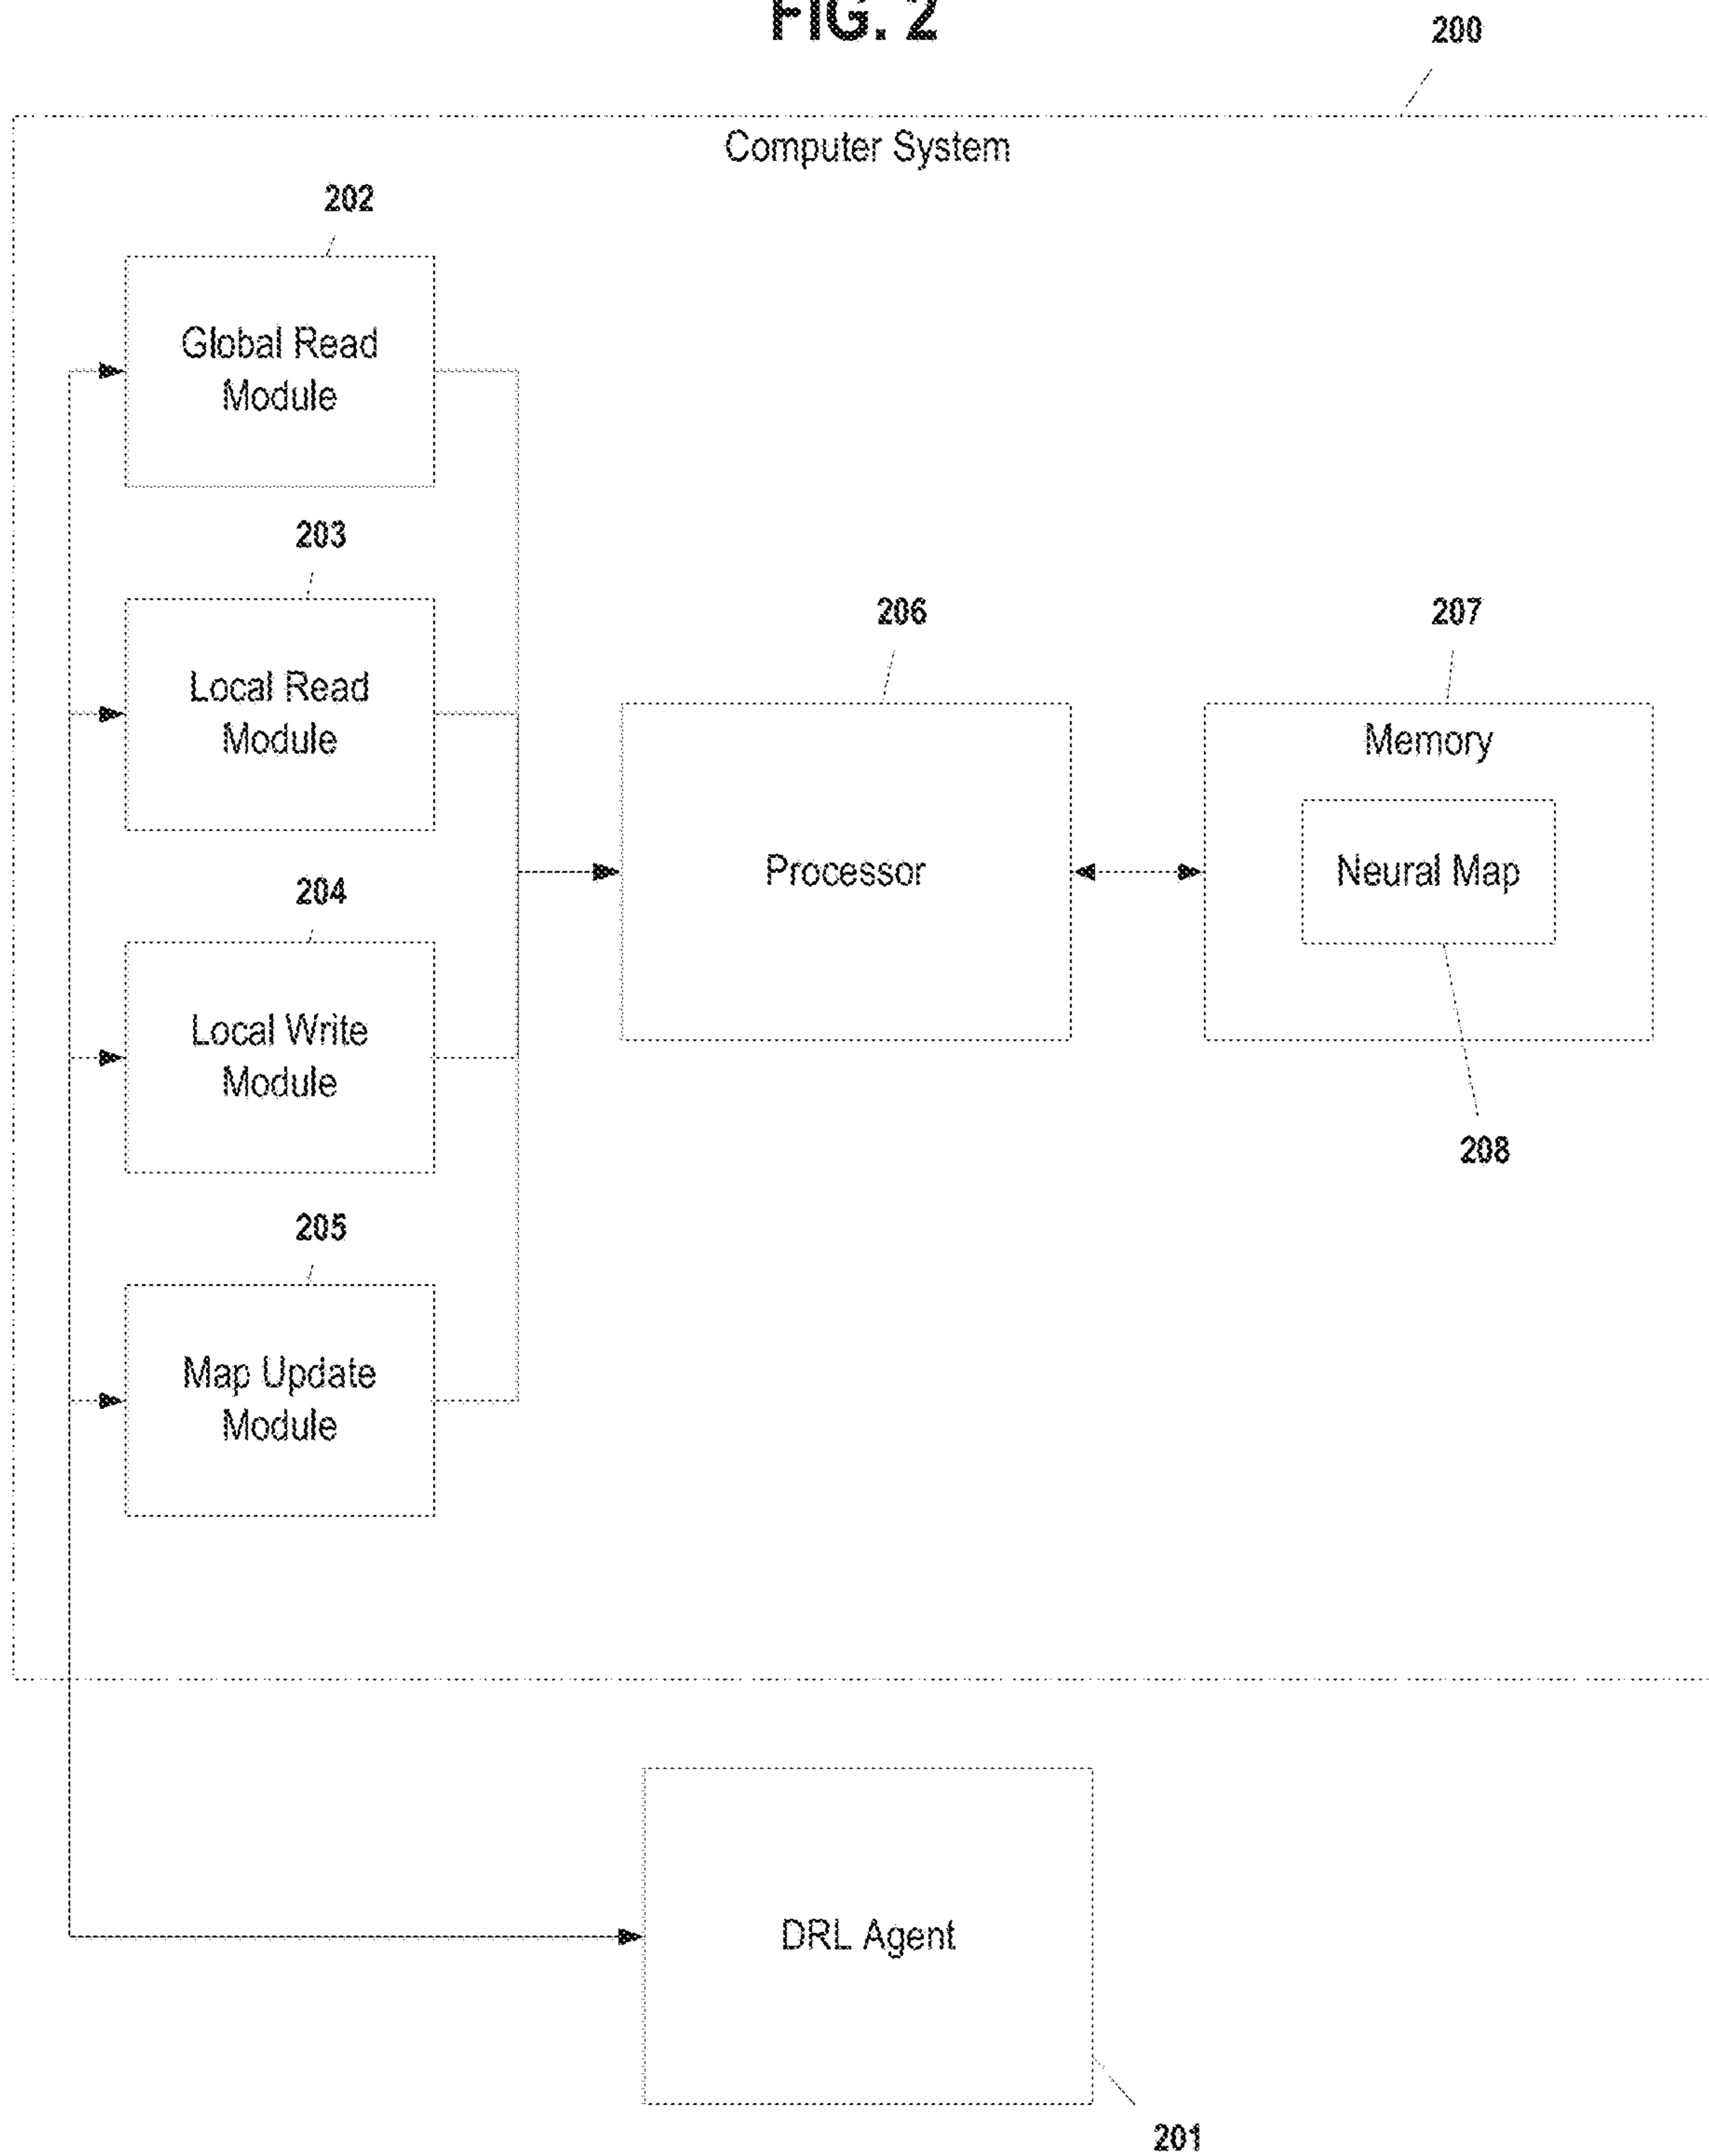 FIG. 2
200
Computer System
202
Global Read
Module
203
Local Read
Module
204
Local Write
Module
205
Map Update
Module
206
Processor
207
Memory
Neural Map
208
DRL Agent
201